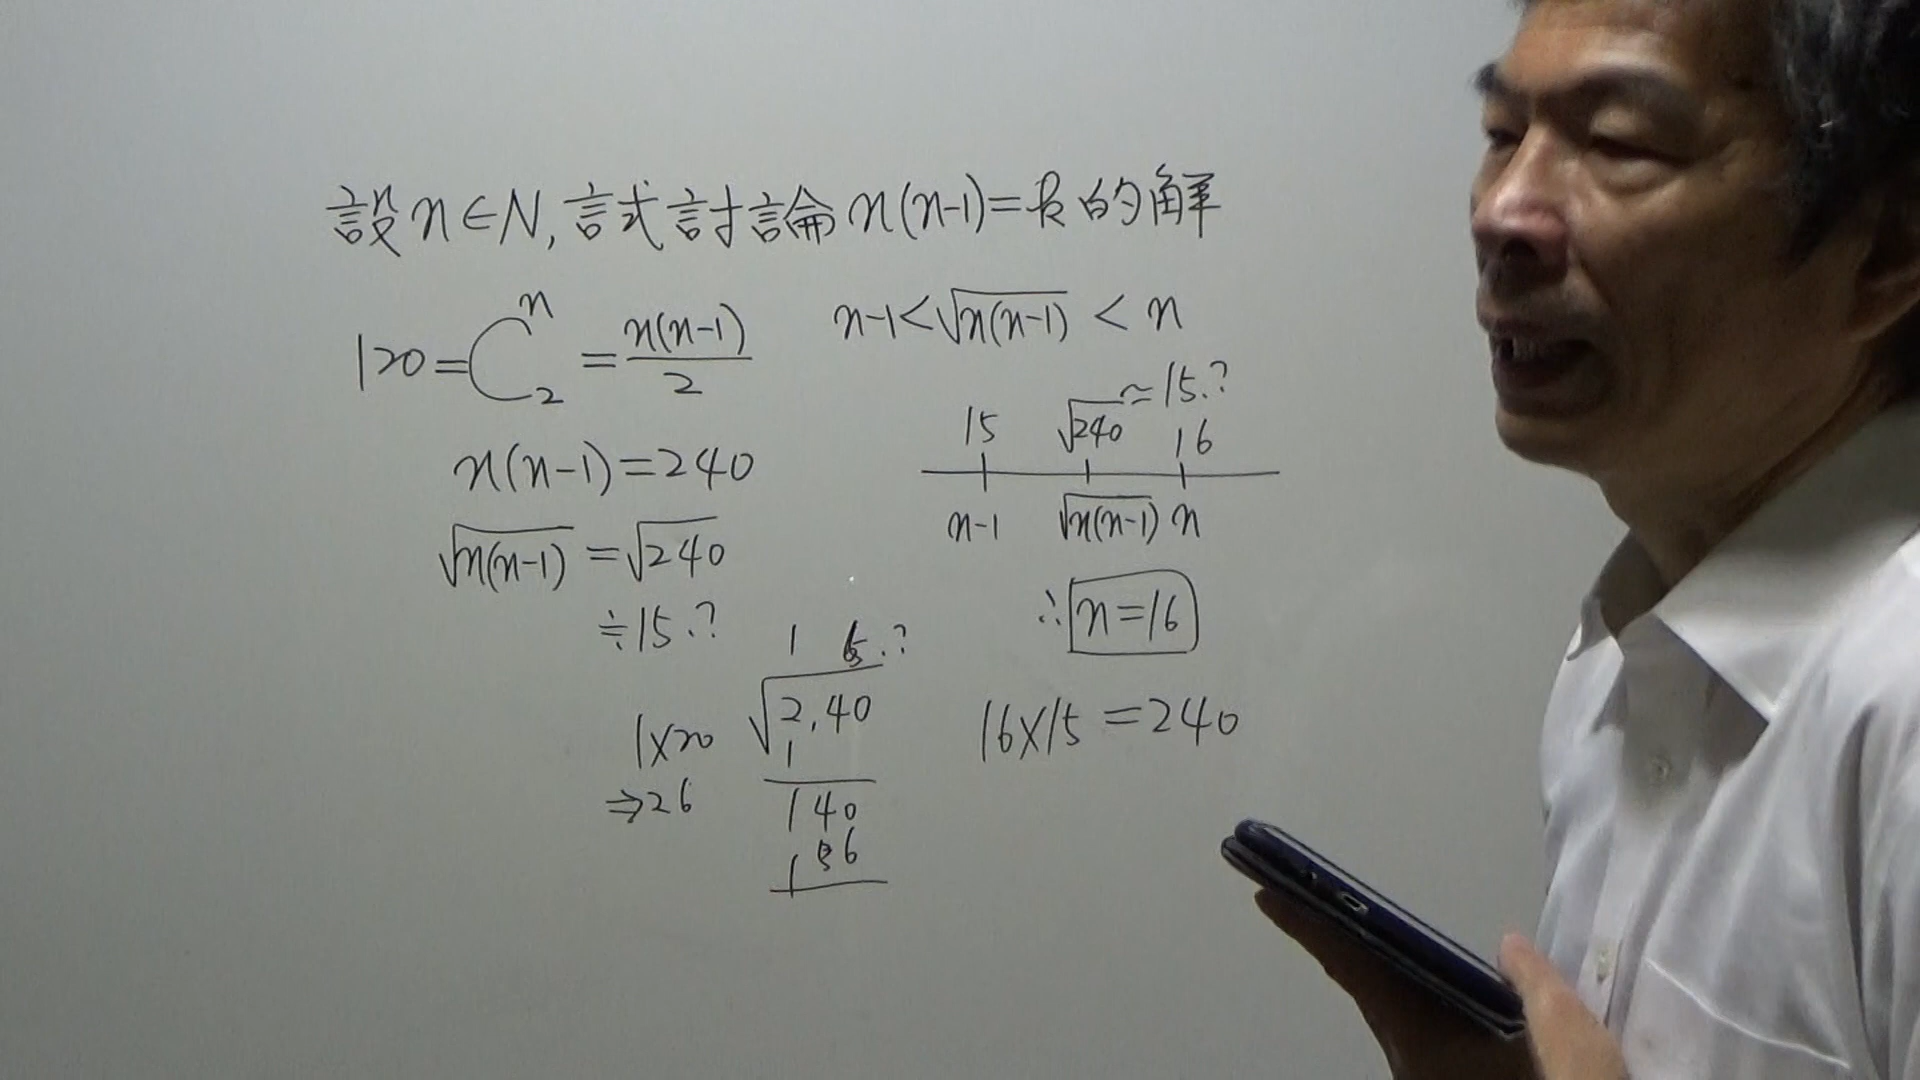 設n∈N,試討論n(n-1)=k的解
120=C^n_2=n(n-1)/2
n(n-1)=240
√n(n-1)=√240
≒15.?
1 5.?
√2,40
1
1×20
⇒26
140
136
n-1<√n(n-1)<n
15 √240≈15.? 16
n-1 √n(n-1) n
∴n=16
16×15=240